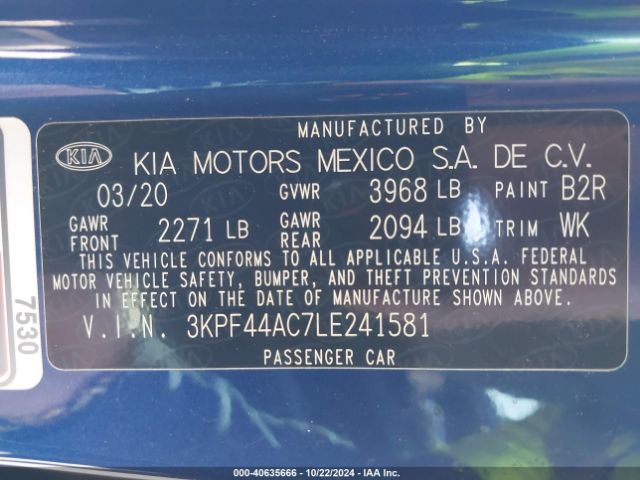 MANUFACTURED BY
KIA KIA MOTORS MEXICO S.A. DE C.V.
03/20 GVWR 3968 LB PAINT B2R
GAWR FRONT 2271 LB GAWR REAR 2094 LB TRIM WK
THIS VEHICLE CONFORMS TO ALL APPLICABLE U.S.A. FEDERAL
MOTOR VEHICLE SAFETY, BUMPER, AND THEFT PREVENTION STANDARDS
IN EFFECT ON THE DATE OF MANUFACTURE SHOWN ABOVE.
V.I.N. 3KPF44AC7LE241581
PASSENGER CAR
7530
000-40635666 - 10/22/2024 - IAA Inc.